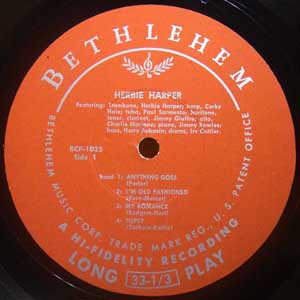 BETHLEHEM
HERBIE HARPER
Featuring: Trombone, Herbie Harper; harp, Corky
Hale; tuba, Paul Sarmento; baritone,
tenor, clarinet, Jimmy Giuffre; alto,
Charlie Mariano; piano, Jimmy Rowles;
bass, Harry Babasin; drums, Irv Cottler.
BCP-1025
Side 1
Band 1: ANYTHING GOES
(Porter)
2: I'M OLD FASHIONED
(Kern-Mercer)
3: MY ROMANCE
(Rodgers-Hart)
4: TOPSY
(Durham-Battle)
BETHLEHEM MUSIC CORP. TRADE MARK REG. U.S. PATENT OFFICE
A HI-FIDELITY RECORDING
LONG 33-1/3 PLAY